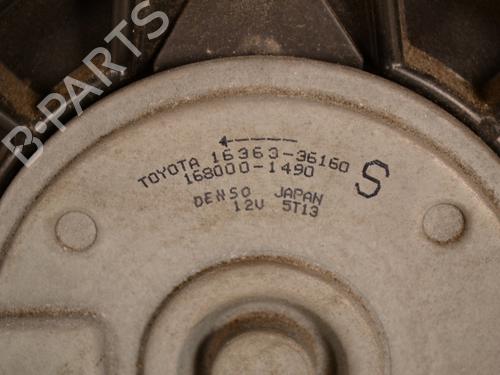 TOYOTA 16363-36160
168000-1490 S
DENSO JAPAN
12V 5T13
B-PARTS